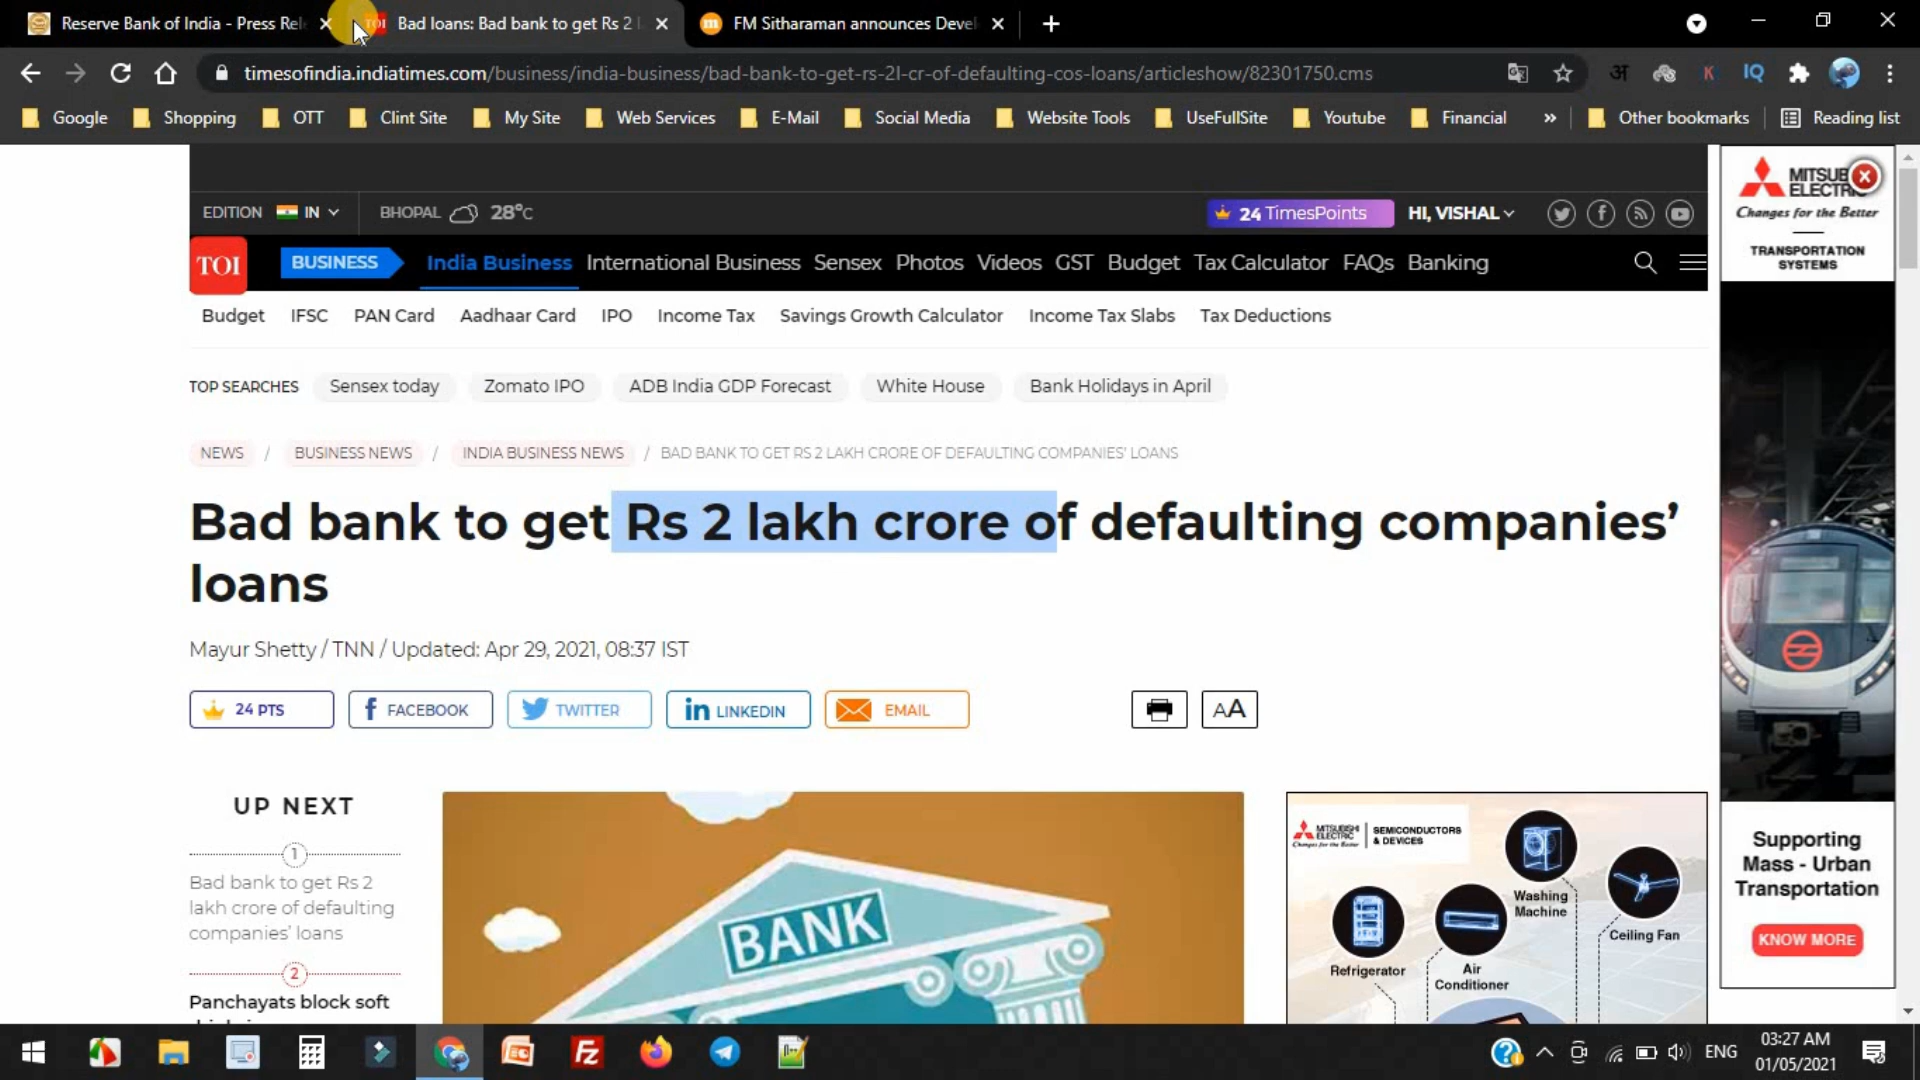 Reserve Bank of India - Press Rel
Bad loans: Bad bank to get Rs 2 l
FM Sitharaman announces Devel
timesofindia.indiatimes.com/business/india-business/bad-bank-to-get-rs-2l-cr-of-defaulting-cos-loans/articleshow/82301750.cms
Google Shopping OTT Clint Site My Site Web Services E-Mail Social Media Website Tools UseFullSite Youtube Financial » Other bookmarks Reading list
EDITION IN BHOPAL 28°C 24 TimesPoints HI, VISHAL
TOI BUSINESS India Business International Business Sensex Photos Videos GST Budget Tax Calculator FAQs Banking
Budget IFSC PAN Card Aadhaar Card IPO Income Tax Savings Growth Calculator Income Tax Slabs Tax Deductions
TOP SEARCHES Sensex today Zomato IPO ADB India GDP Forecast White House Bank Holidays in April
NEWS / BUSINESS NEWS / INDIA BUSINESS NEWS / BAD BANK TO GET RS 2 LAKH CRORE OF DEFAULTING COMPANIES' LOANS
Bad bank to get Rs 2 lakh crore of defaulting companies’
loans
Mayur Shetty / TNN / Updated: Apr 29, 2021, 08:37 IST
24 PTS FACEBOOK TWITTER in LINKEDIN EMAIL AA
UP NEXT
1
Bad bank to get Rs 2
lakh crore of defaulting
companies' loans
2
Panchayats block soft
BANK
MITSUBISHI ELECTRIC
Changes for the Better
SEMICONDUCTORS
& DEVICES
Washing
Machine
Ceiling Fan
Refrigerator
Air
Conditioner
MITSUB
ELECTR
Changes for the Better
TRANSPORTATION
SYSTEMS
Supporting
Mass - Urban
Transportation
KNOW MORE
ENG
03:27 AM
01/05/2021